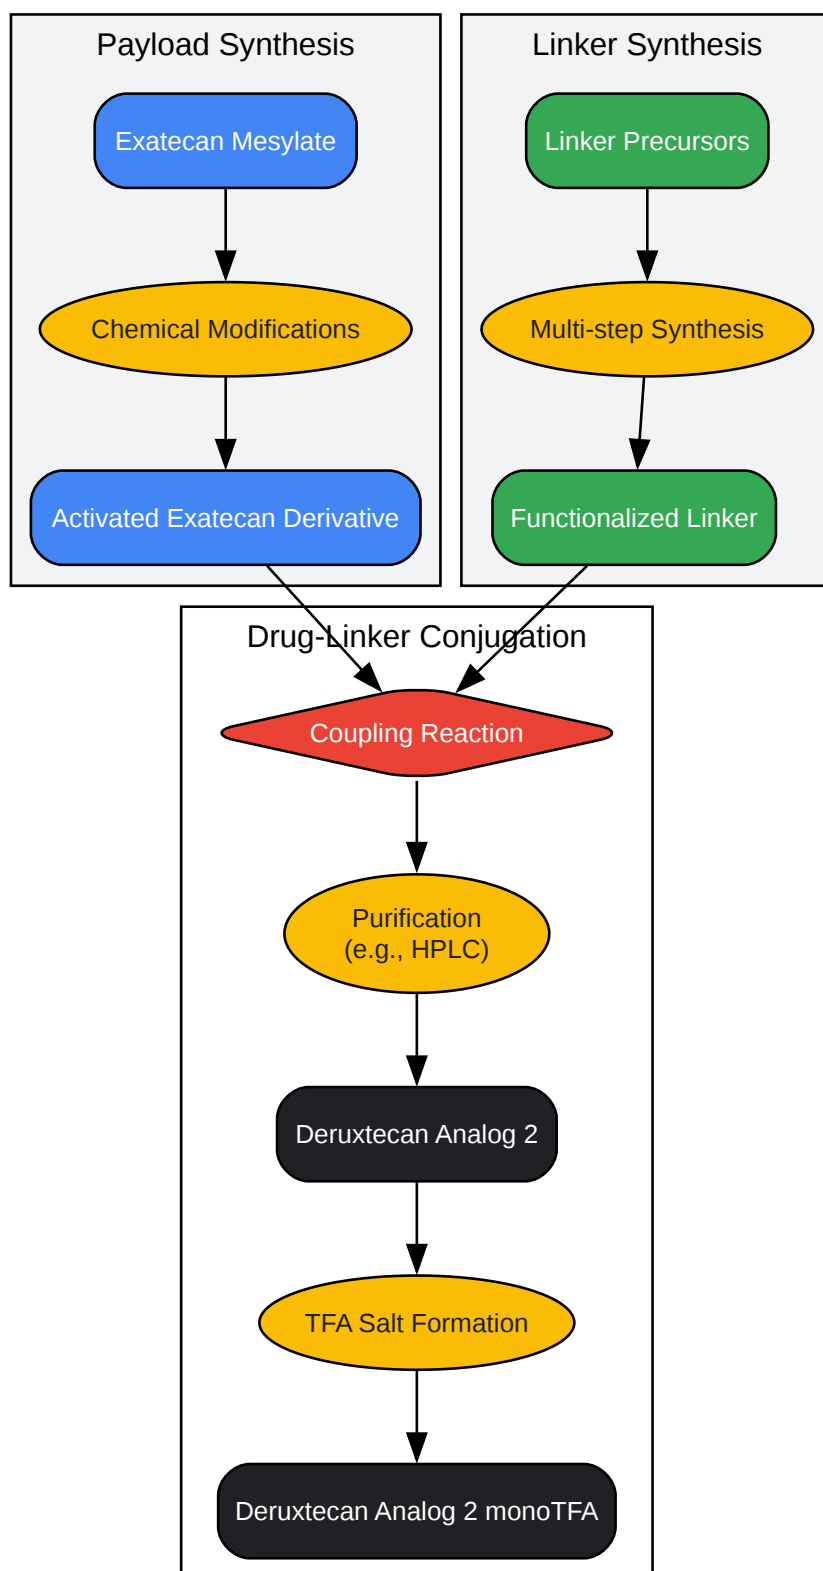 Payload Synthesis
Exatecan Mesylate
Chemical Modifications
Activated Exatecan Derivative
Linker Synthesis
Linker Precursors
Multi-step Synthesis
Functionalized Linker
Drug-Linker Conjugation
Coupling Reaction
Purification
(e.g., HPLC)
Deruxtecan Analog 2
TFA Salt Formation
Deruxtecan Analog 2 monoTFA